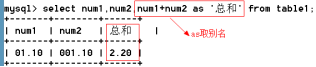 mysql> select num1,num2,num1+num2 as '总和' from table1;
+-------+--------+------+
| num1 | num2 | 总和 | |
as取别名
| 01.10 | 001.10 | 2.20 |